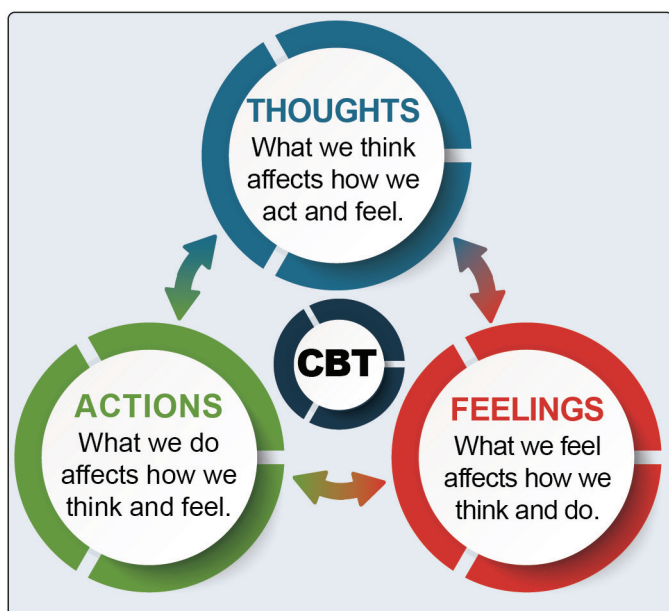 THOUGHTS
What we think
affects how we
act and feel.
CBT
ACTIONS
What we do
affects how we
think and feel.
FEELINGS
What we feel
affects how we
think and do.